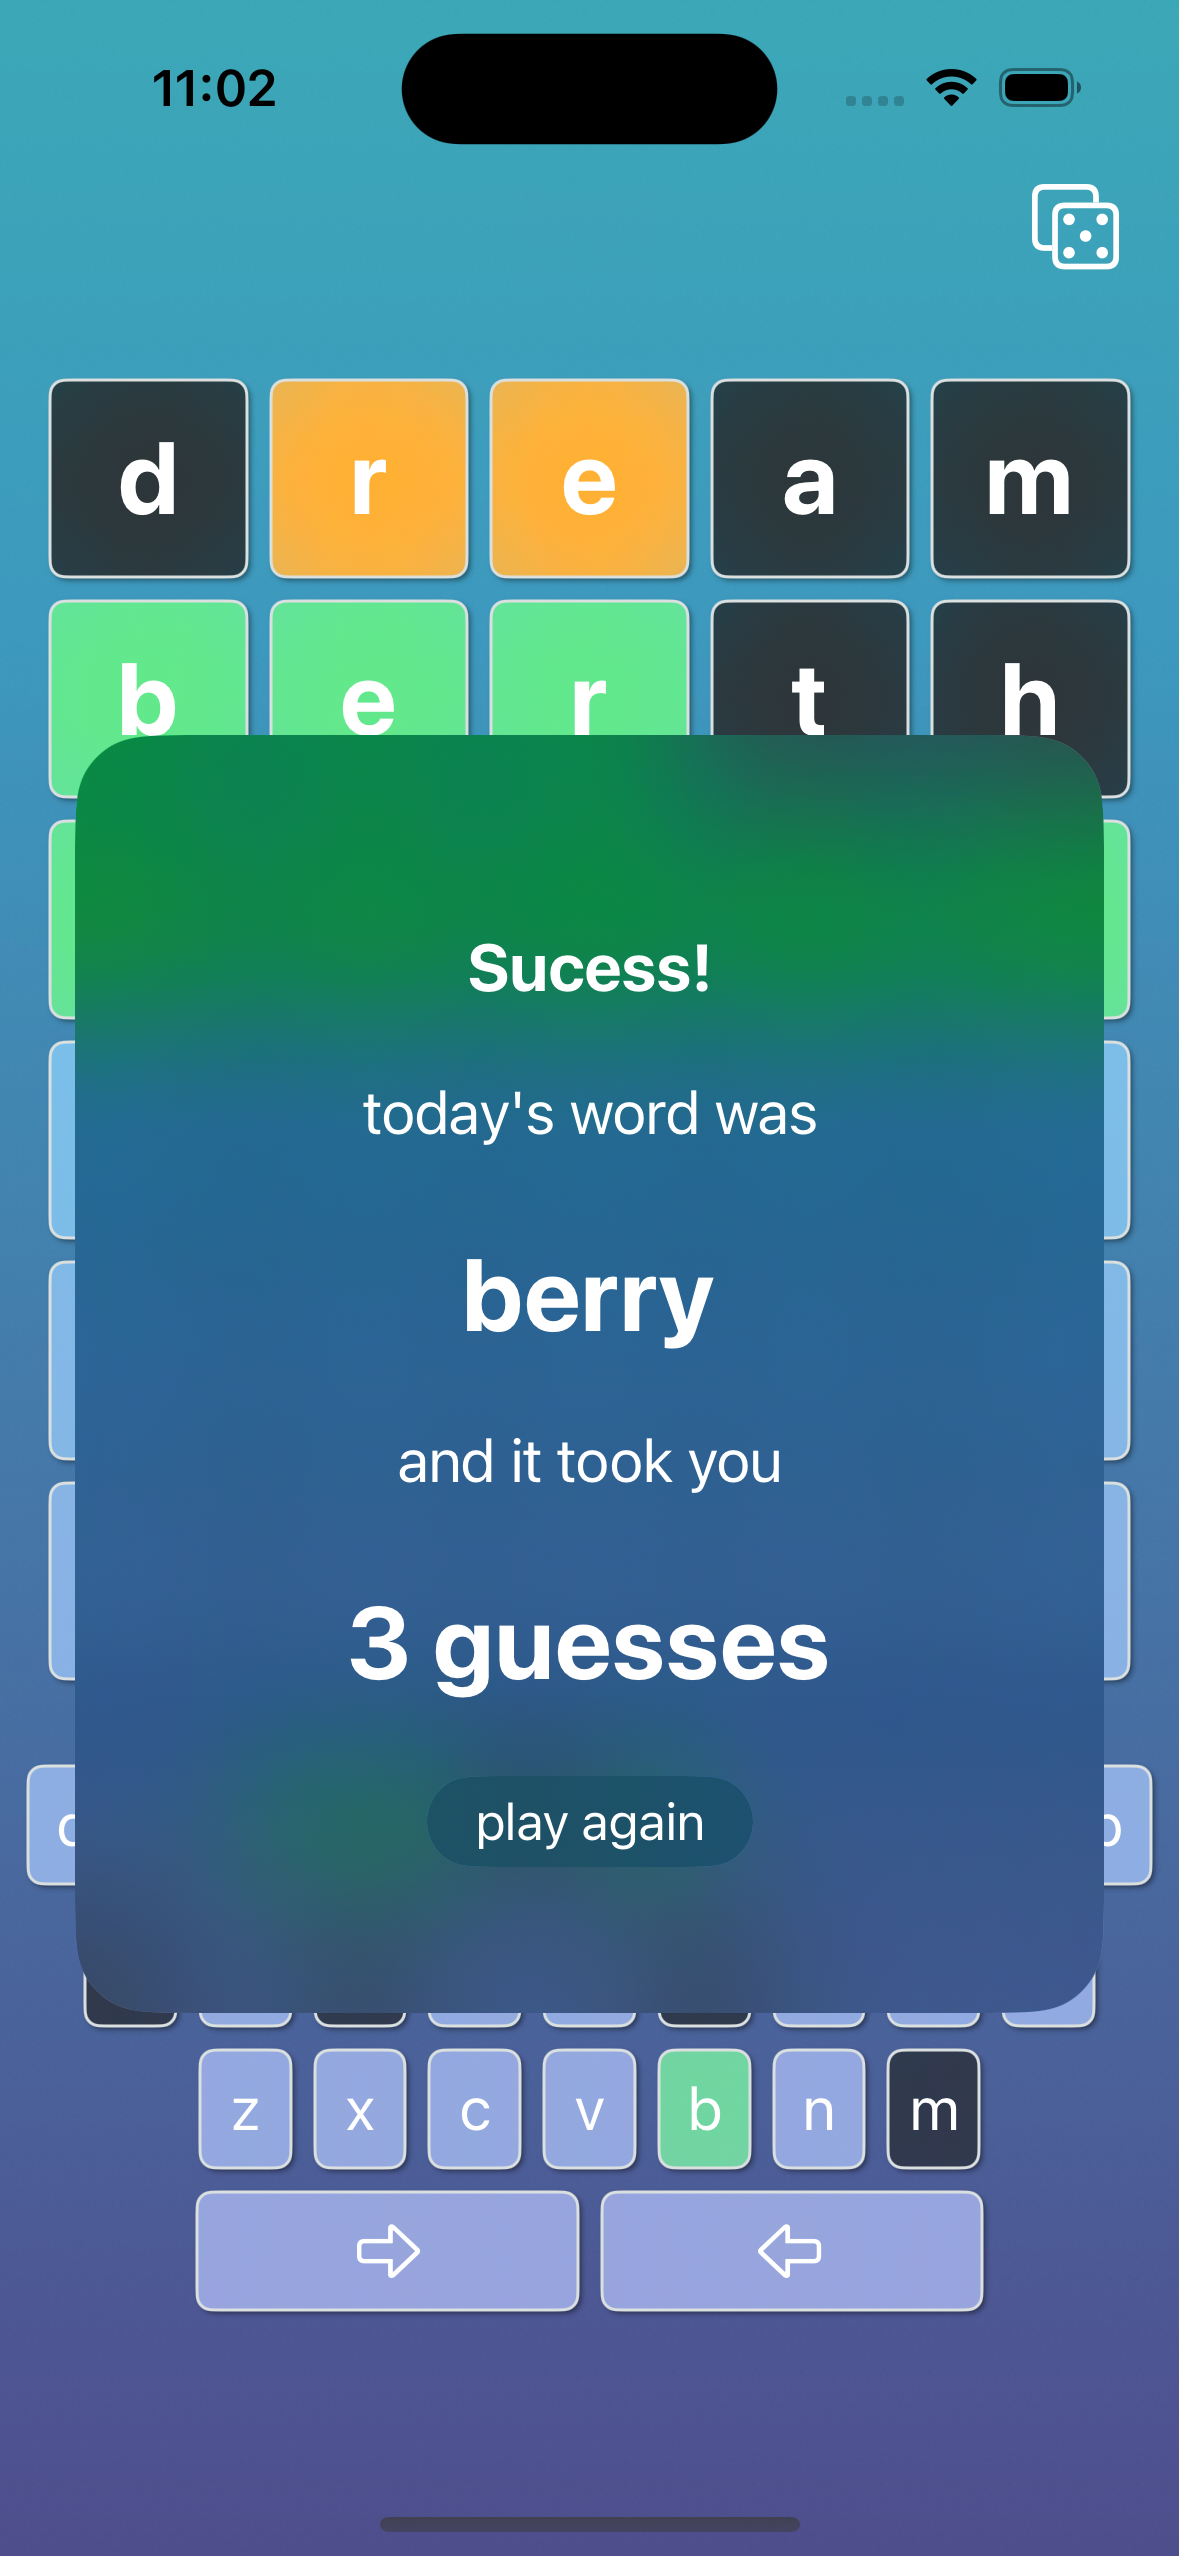 11:02
d r e a m
b e r t h
Sucess!
today's word was
berry
and it took you
3 guesses
play again
z x c v b n m